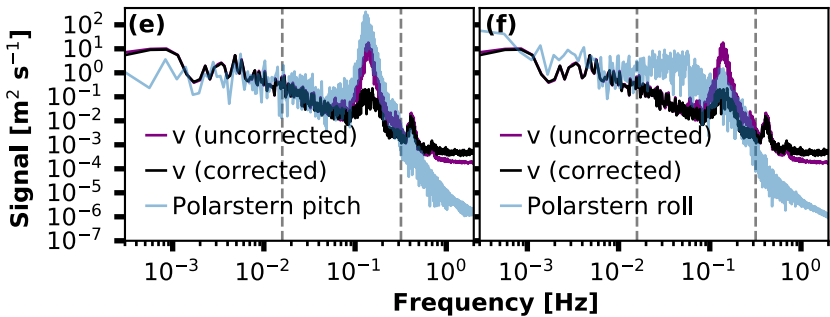 (e) (f)
Signal [m² s⁻¹]
10² 10¹ 10⁰ 10⁻¹ 10⁻² 10⁻³ 10⁻⁴ 10⁻⁵ 10⁻⁶ 10⁻⁷
v (uncorrected)
v (corrected)
Polarstern pitch
v (uncorrected)
v (corrected)
Polarstern roll
10⁻³ 10⁻² 10⁻¹ 10⁰ 10⁻³ 10⁻² 10⁻¹ 10⁰
Frequency [Hz]